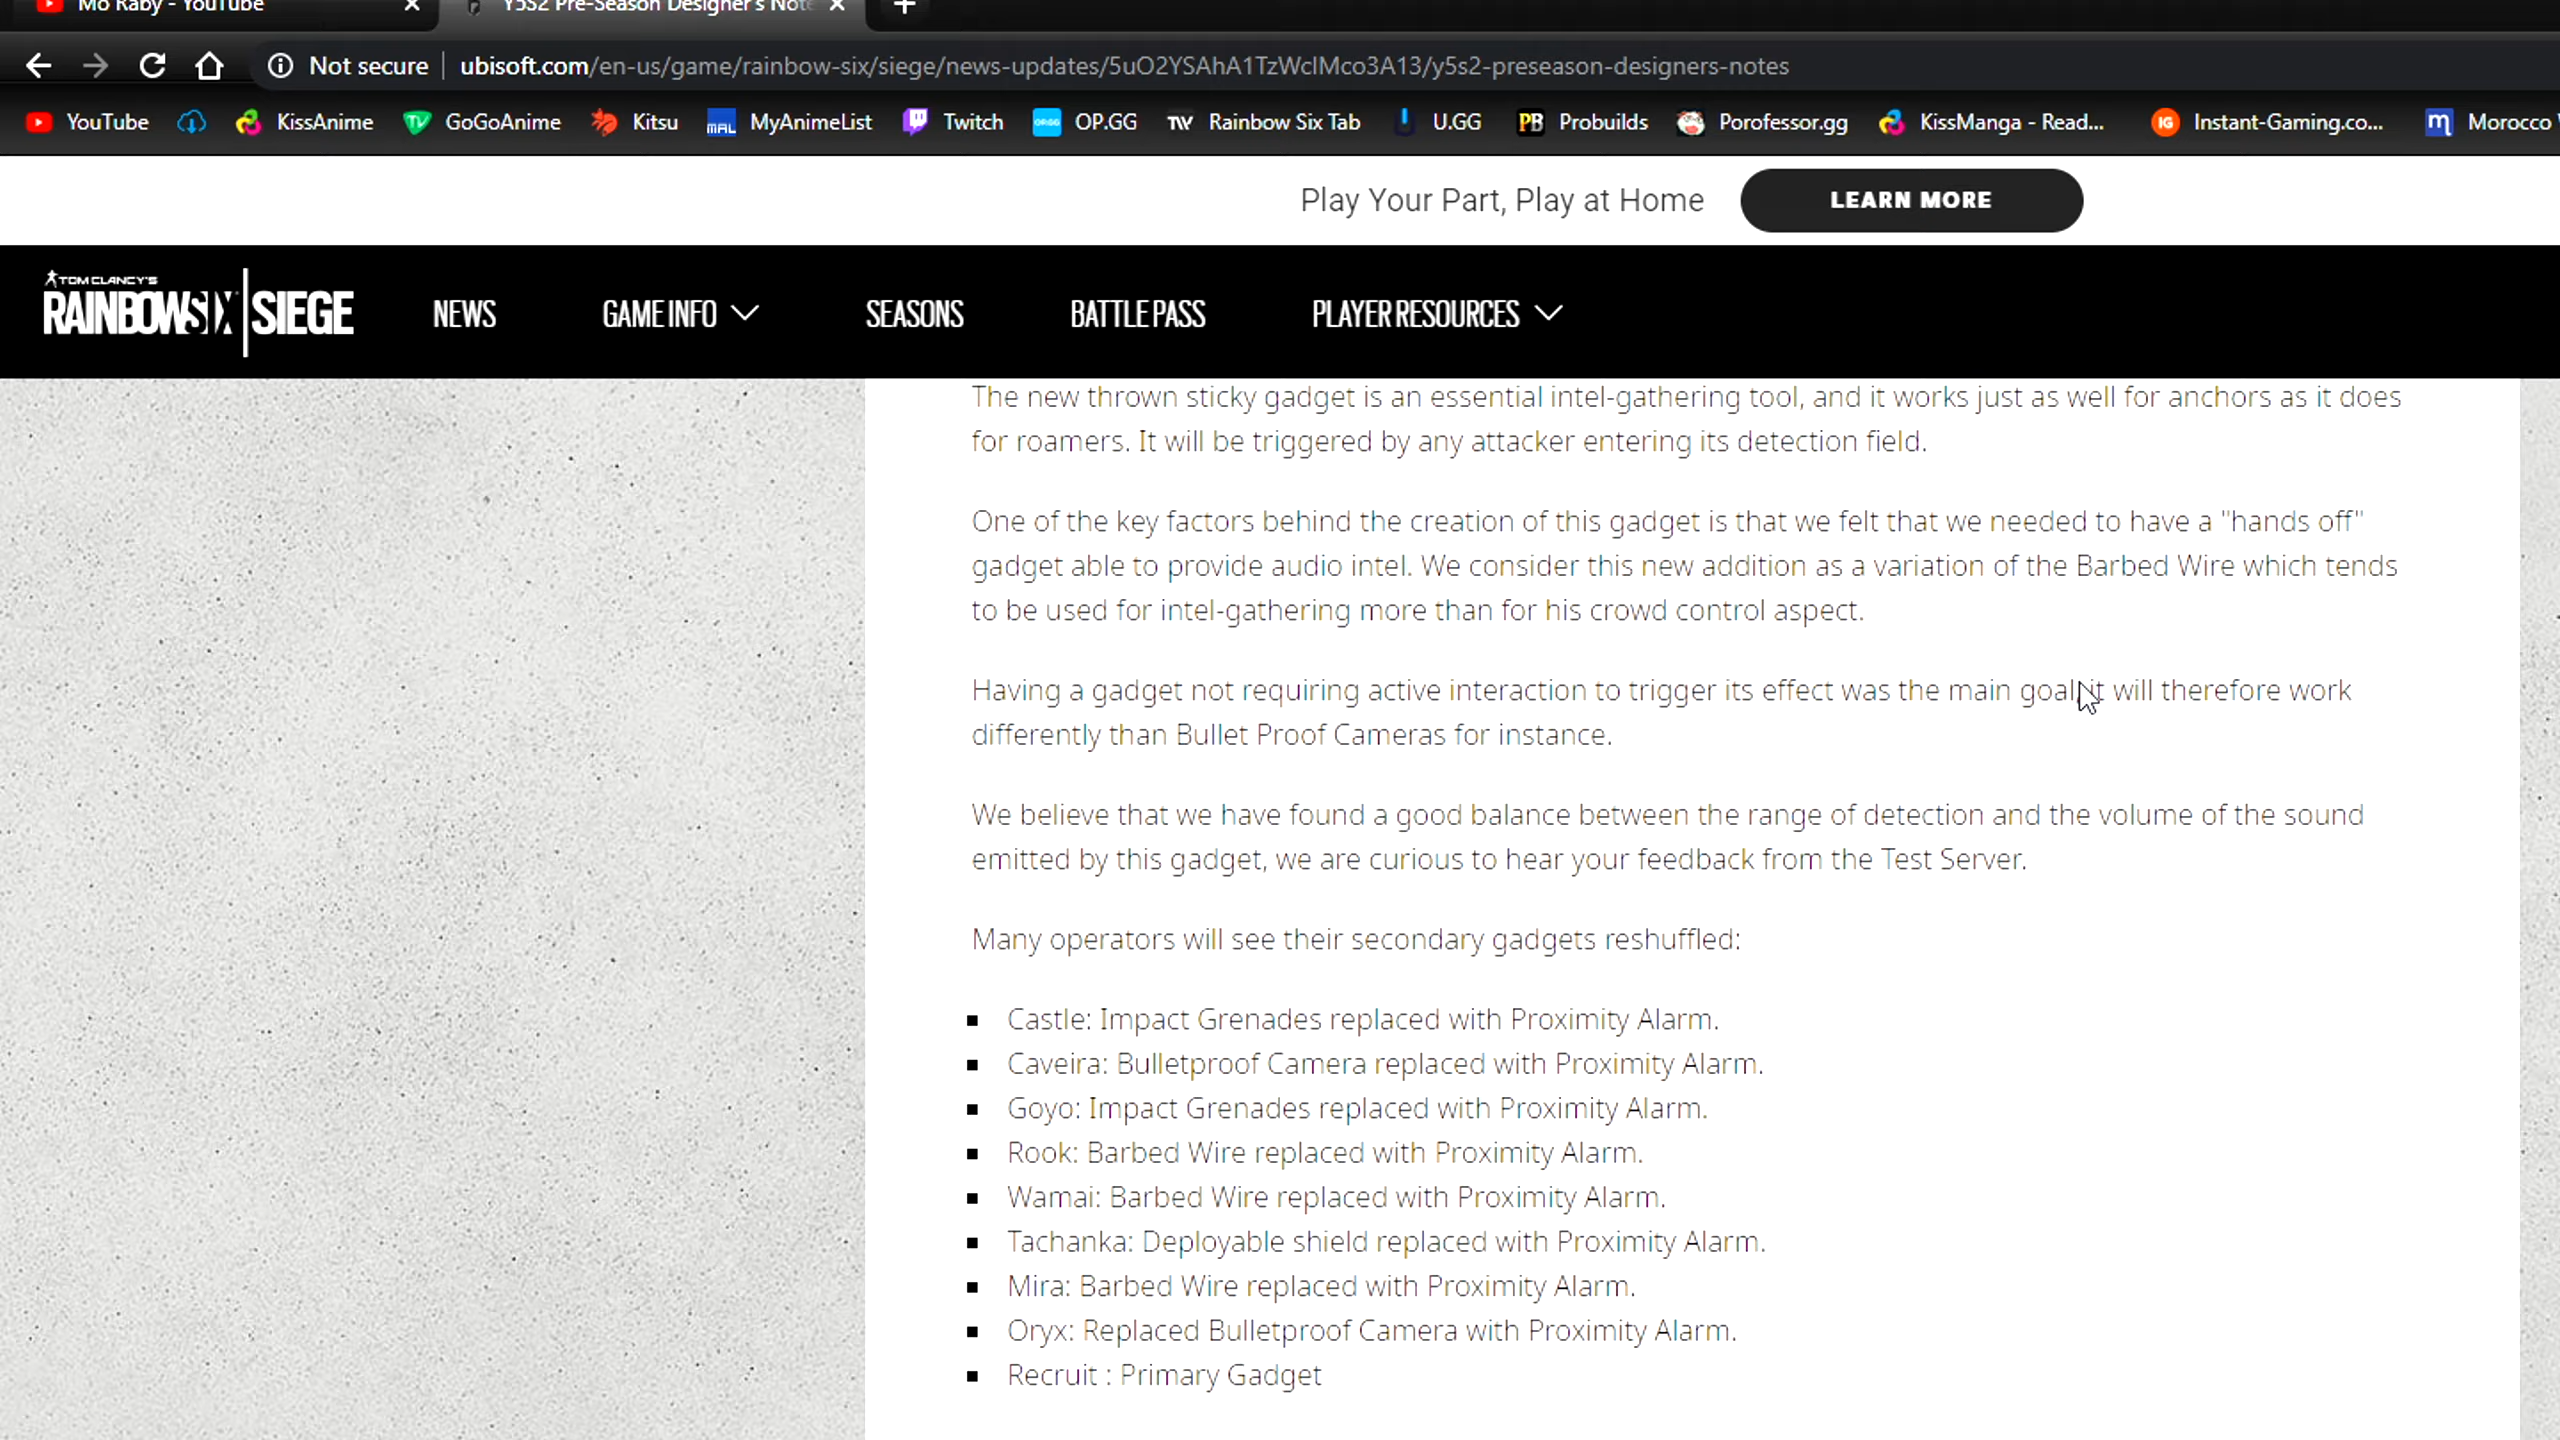 Mo Raby - YouTube
Y5S2 Pre-Season Designer's Note
Not secure
ubisoft.com/en-us/game/rainbow-six/siege/news-updates/5uO2YSAhA1TzWclMco3A13/y5s2-preseason-designers-notes
YouTube KissAnime GoGoAnime Kitsu MAL MyAnimeList Twitch OP.GG OP.GG Rainbow Six Tab U.GG PB Probuilds Porofessor.gg KissManga - Read... IG Instant-Gaming.co... Morocco
Play Your Part, Play at Home LEARN MORE
TOM CLANCY'S
RAINBOWSIX SIEGE NEWS GAME INFO SEASONS BATTLE PASS PLAYER RESOURCES
The new thrown sticky gadget is an essential intel-gathering tool, and it works just as well for anchors as it does
for roamers. It will be triggered by any attacker entering its detection field.
One of the key factors behind the creation of this gadget is that we felt that we needed to have a "hands off"
gadget able to provide audio intel. We consider this new addition as a variation of the Barbed Wire which tends
to be used for intel-gathering more than for his crowd control aspect.
Having a gadget not requiring active interaction to trigger its effect was the main goal, it will therefore work
differently than Bullet Proof Cameras for instance.
We believe that we have found a good balance between the range of detection and the volume of the sound
emitted by this gadget, we are curious to hear your feedback from the Test Server.
Many operators will see their secondary gadgets reshuffled:
Castle: Impact Grenades replaced with Proximity Alarm.
Caveira: Bulletproof Camera replaced with Proximity Alarm.
Goyo: Impact Grenades replaced with Proximity Alarm.
Rook: Barbed Wire replaced with Proximity Alarm.
Wamai: Barbed Wire replaced with Proximity Alarm.
Tachanka: Deployable shield replaced with Proximity Alarm.
Mira: Barbed Wire replaced with Proximity Alarm.
Oryx: Replaced Bulletproof Camera with Proximity Alarm.
Recruit : Primary Gadget